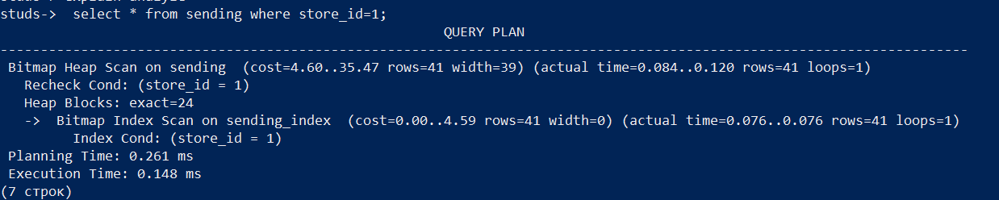 studs-> select * from sending where store_id=1;
QUERY PLAN
--------------------------------------------------------------------------------------------------------------------
Bitmap Heap Scan on sending (cost=4.60..35.47 rows=41 width=39) (actual time=0.084..0.120 rows=41 loops=1)
Recheck Cond: (store_id = 1)
Heap Blocks: exact=24
-> Bitmap Index Scan on sending_index (cost=0.00..4.59 rows=41 width=0) (actual time=0.076..0.076 rows=41 loops=1)
Index Cond: (store_id = 1)
Planning Time: 0.261 ms
Execution Time: 0.148 ms
(7 строк)